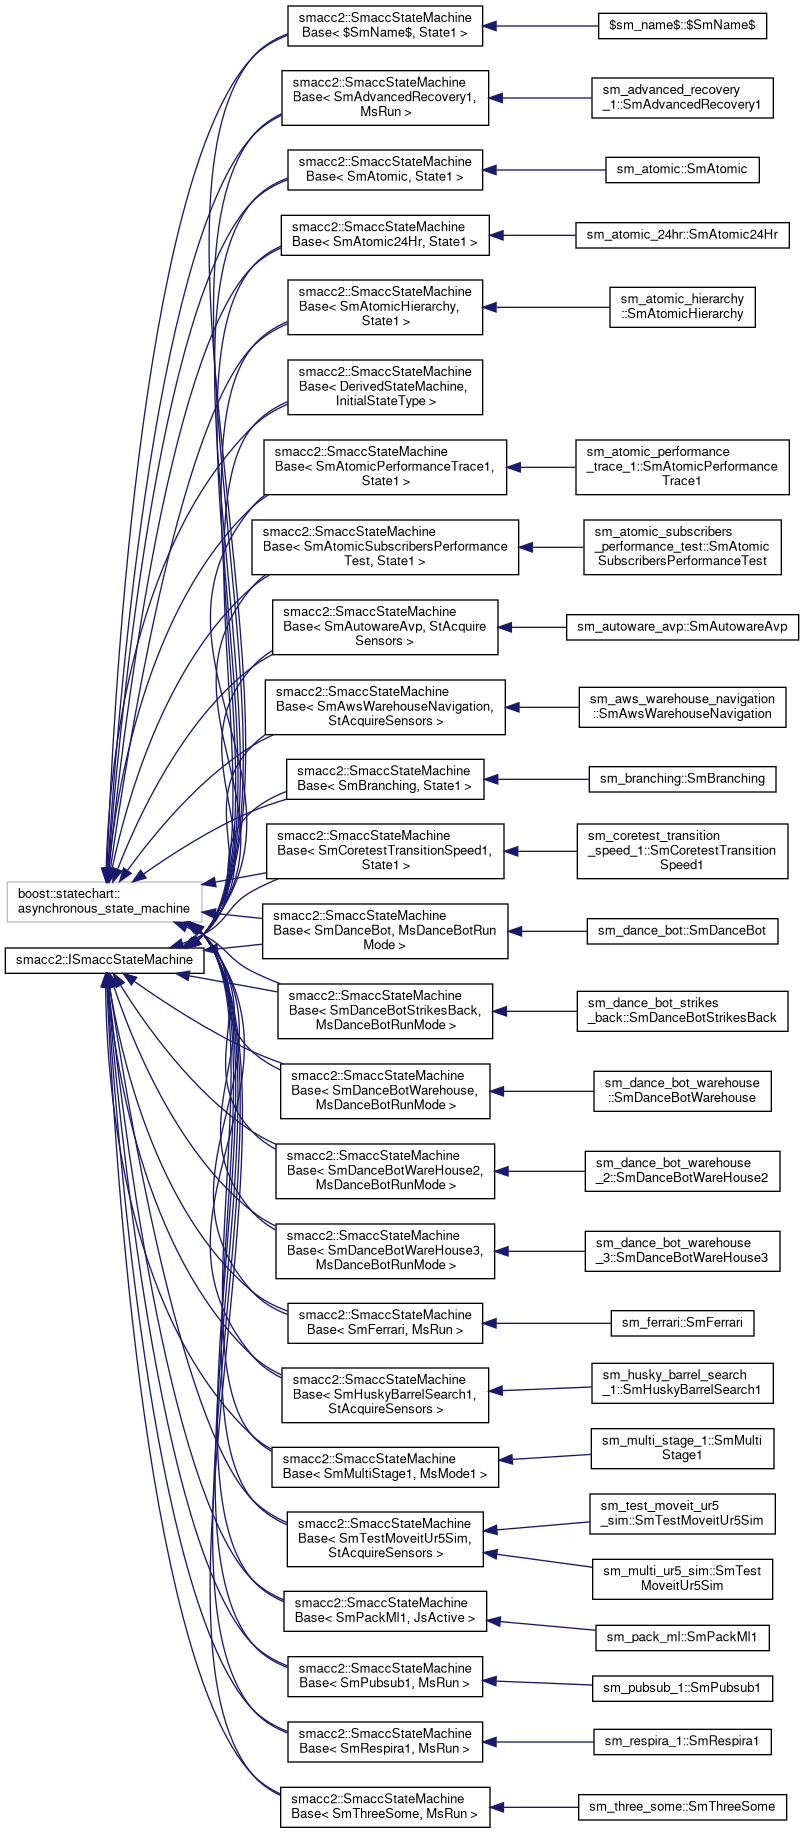 boost::statechart::
asynchronous_state_machine
smacc2::ISmaccStateMachine
smacc2::SmaccStateMachine
Base< $SmName$, State1 >
$sm_name$::$SmName$
smacc2::SmaccStateMachine
Base< SmAdvancedRecovery1,
MsRun >
sm_advanced_recovery
_1::SmAdvancedRecovery1
smacc2::SmaccStateMachine
Base< SmAtomic, State1 >
sm_atomic::SmAtomic
smacc2::SmaccStateMachine
Base< SmAtomic24Hr, State1 >
sm_atomic_24hr::SmAtomic24Hr
smacc2::SmaccStateMachine
Base< SmAtomicHierarchy,
State1 >
sm_atomic_hierarchy
::SmAtomicHierarchy
smacc2::SmaccStateMachine
Base< DerivedStateMachine,
InitialStateType >
smacc2::SmaccStateMachine
Base< SmAtomicPerformanceTrace1,
State1 >
sm_atomic_performance
_trace_1::SmAtomicPerformance
Trace1
smacc2::SmaccStateMachine
Base< SmAtomicSubscribersPerformance
Test, State1 >
sm_atomic_subscribers
_performance_test::SmAtomic
SubscribersPerformanceTest
smacc2::SmaccStateMachine
Base< SmAutowareAvp, StAcquire
Sensors >
sm_autoware_avp::SmAutowareAvp
smacc2::SmaccStateMachine
Base< SmAwsWarehouseNavigation,
StAcquireSensors >
sm_aws_warehouse_navigation
::SmAwsWarehouseNavigation
smacc2::SmaccStateMachine
Base< SmBranching, State1 >
sm_branching::SmBranching
smacc2::SmaccStateMachine
Base< SmCoretestTransitionSpeed1,
State1 >
sm_coretest_transition
_speed_1::SmCoretestTransition
Speed1
smacc2::SmaccStateMachine
Base< SmDanceBot, MsDanceBotRun
Mode >
sm_dance_bot::SmDanceBot
smacc2::SmaccStateMachine
Base< SmDanceBotStrikesBack,
MsDanceBotRunMode >
sm_dance_bot_strikes
_back::SmDanceBotStrikesBack
smacc2::SmaccStateMachine
Base< SmDanceBotWarehouse,
MsDanceBotRunMode >
sm_dance_bot_warehouse
::SmDanceBotWarehouse
smacc2::SmaccStateMachine
Base< SmDanceBotWareHouse2,
MsDanceBotRunMode >
sm_dance_bot_warehouse
_2::SmDanceBotWareHouse2
smacc2::SmaccStateMachine
Base< SmDanceBotWareHouse3,
MsDanceBotRunMode >
sm_dance_bot_warehouse
_3::SmDanceBotWareHouse3
smacc2::SmaccStateMachine
Base< SmFerrari, MsRun >
sm_ferrari::SmFerrari
smacc2::SmaccStateMachine
Base< SmHuskyBarrelSearch1,
StAcquireSensors >
sm_husky_barrel_search
_1::SmHuskyBarrelSearch1
smacc2::SmaccStateMachine
Base< SmMultiStage1, MsMode1 >
sm_multi_stage_1::SmMulti
Stage1
smacc2::SmaccStateMachine
Base< SmTestMoveitUr5Sim,
StAcquireSensors >
sm_test_moveit_ur5
_sim::SmTestMoveitUr5Sim
sm_multi_ur5_sim::SmTest
MoveitUr5Sim
smacc2::SmaccStateMachine
Base< SmPackMl1, JsActive >
sm_pack_ml::SmPackMl1
smacc2::SmaccStateMachine
Base< SmPubsub1, MsRun >
sm_pubsub_1::SmPubsub1
smacc2::SmaccStateMachine
Base< SmRespira1, MsRun >
sm_respira_1::SmRespira1
smacc2::SmaccStateMachine
Base< SmThreeSome, MsRun >
sm_three_some::SmThreeSome